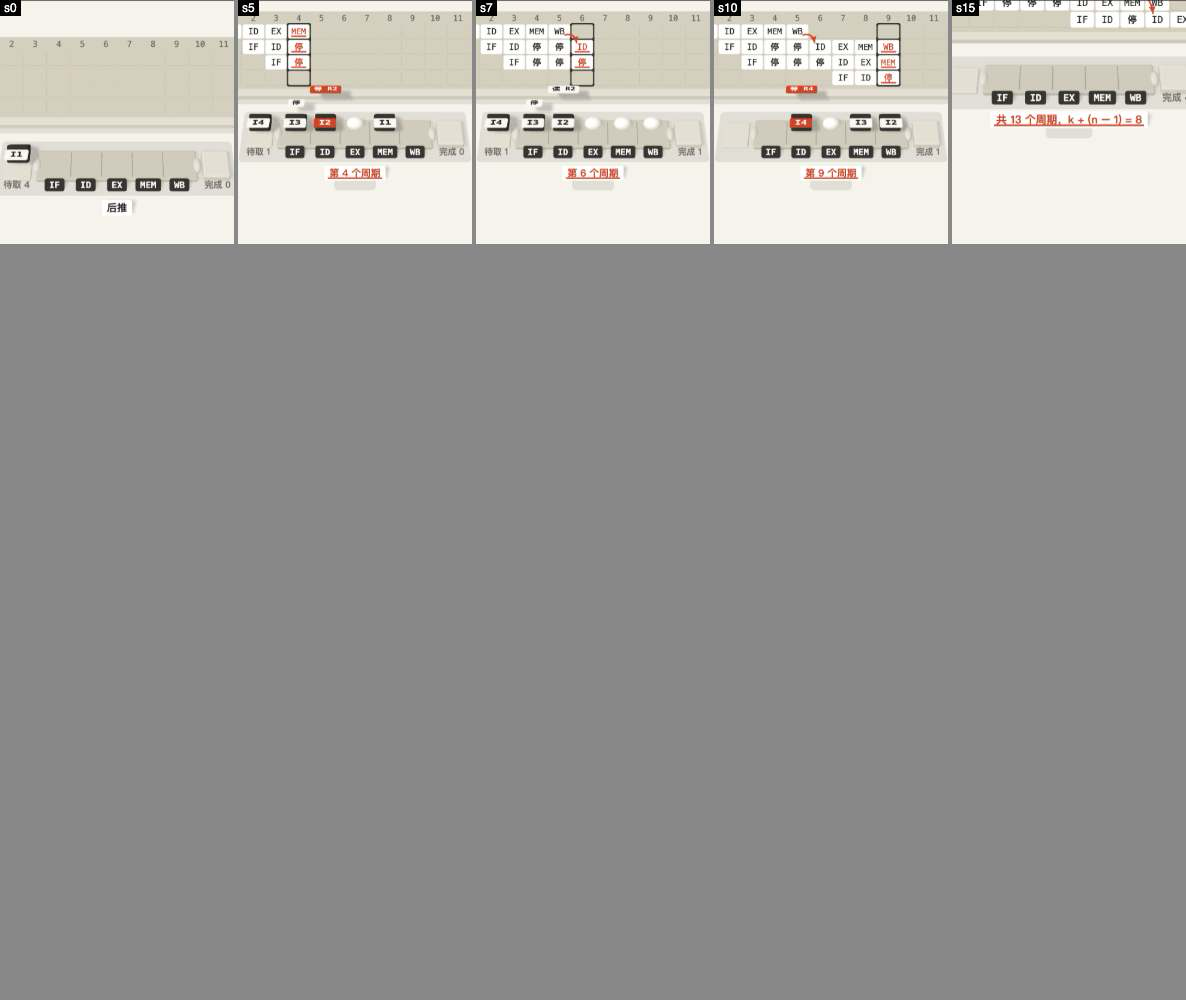 s0
2 3 4 5 6 7 8 9 10 11
I1
待取 4 IF ID EX MEM WB 完成 0
后推
s5
2 3 4 5 6 7 8 9 10 11
ID EX MEM
IF ID 停
IF 停
停 R2
停
I4 I3 I2 I1
待取 1 IF ID EX MEM WB 完成 0
第 4 个周期
s7
2 3 4 5 6 7 8 9 10 11
ID EX MEM WB
IF ID 停 停 ID
IF 停 停 停
R2
停
I4 I3 I2
待取 1 IF ID EX MEM WB 完成 1
第 6 个周期
s10
2 3 4 5 6 7 8 9 10 11
ID EX MEM WB
IF ID 停 停 ID EX MEM WB
IF 停 停 停 ID EX MEM
IF ID 停
停 R4
I4 I3 I2
IF ID EX MEM WB 完成 1
第 9 个周期
s15
IF 停 停 停 ID EX MEM WB
IF ID 停 ID EX
IF ID EX MEM WB 完成
共 13 个周期，k + (n − 1) = 8